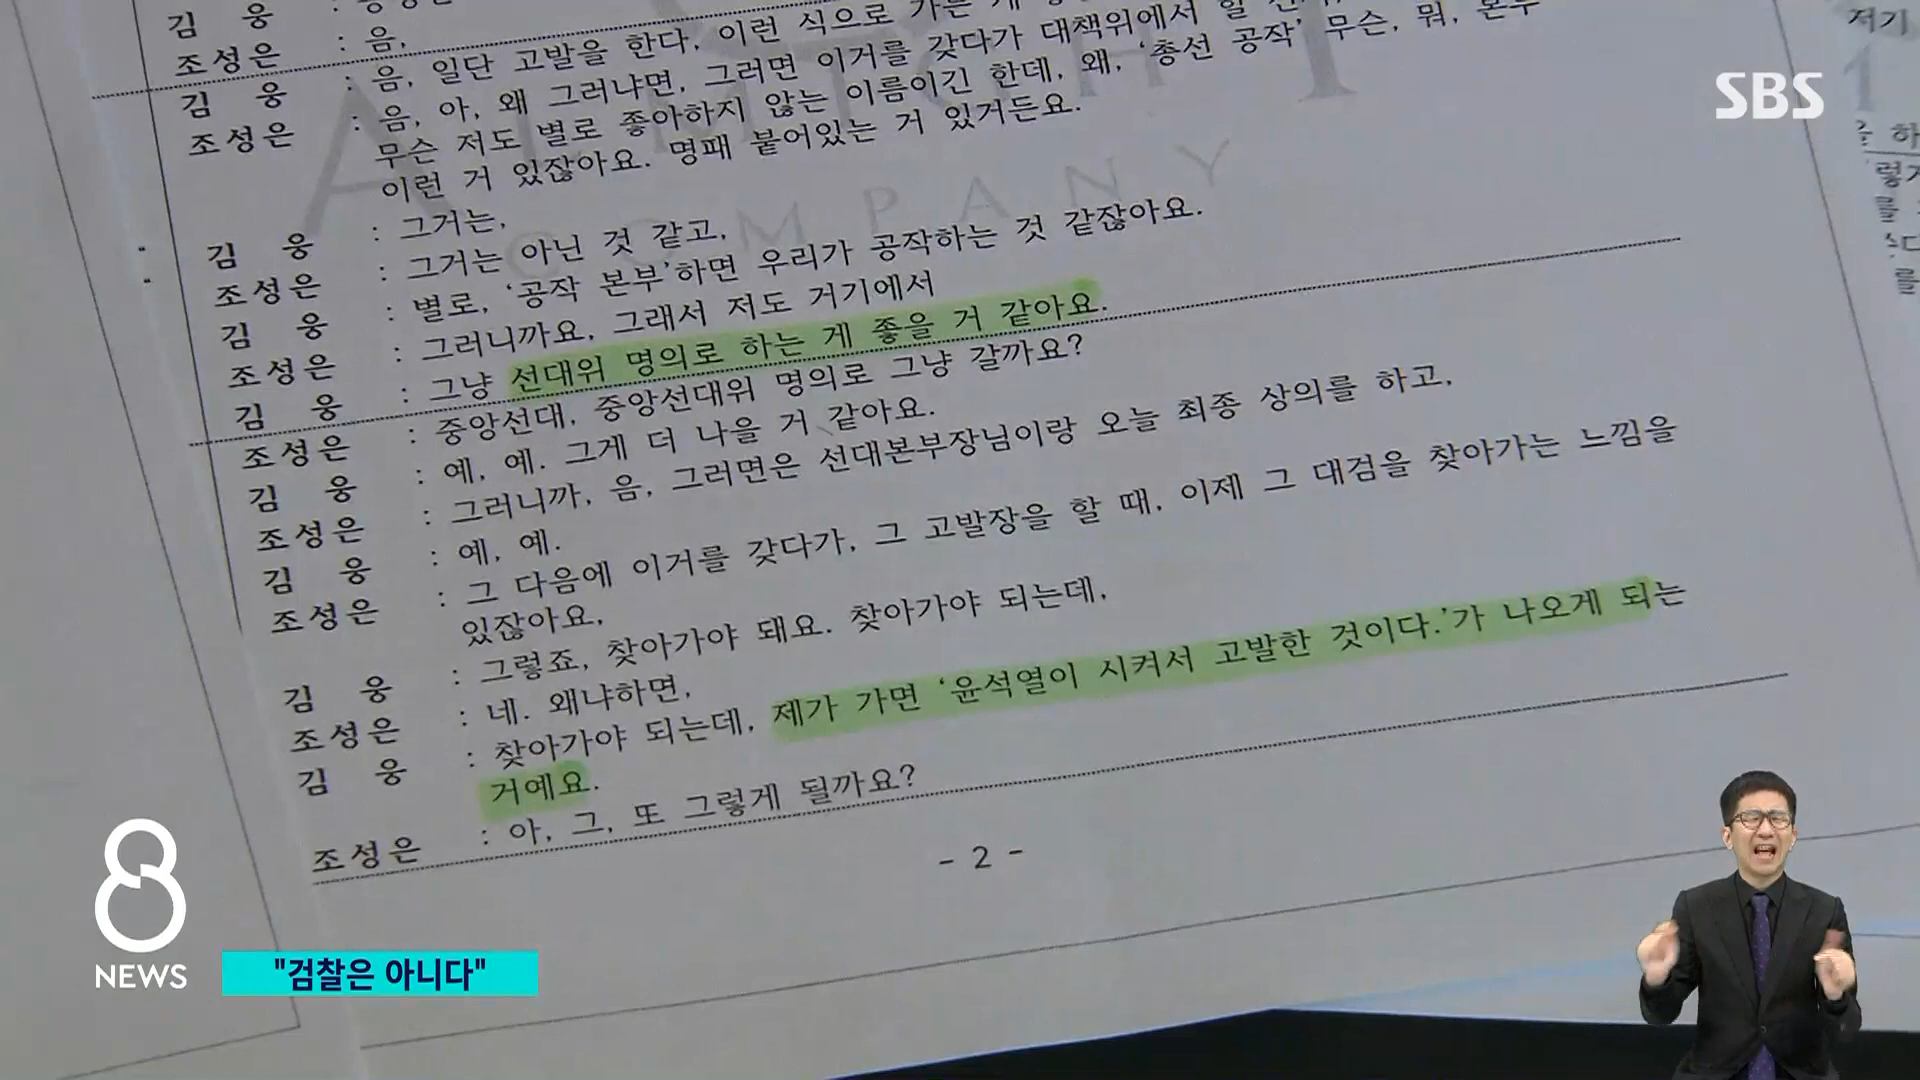 김 웅 :
조성은 : 음,
김 웅 : 음, 일단 고발을 한다, 이런 식으로 가는 게
조성은 : 음, 아, 왜 그러냐면, 그러면 이거를 갖다가 대책위에서 할
무슨 저도 별로 좋아하지 않는 이름이긴 한데, 왜, '총선 공작' 무슨, 뭐, 본부
이런 거 있잖아요. 명패 붙어있는 거 있거든요.
김 웅 : 그거는,
조성은 : 그거는 아닌 것 같고,
김 웅 : 별로, '공작 본부'하면 우리가 공작하는 것 같잖아요.
조성은 : 그러니까요, 그래서 저도 거기에서
김 웅 : 그냥 선대위 명의로 하는 게 좋을 거 같아요.
조성은 : 중앙선대, 중앙선대위 명의로 그냥 갈까요?
김 웅 : 예, 예. 그게 더 나을 거 같아요.
조성은 : 그러니까, 음, 그러면은 선대본부장님이랑 오늘 최종 상의를 하고,
김 웅 : 예, 예.
조성은 : 그 다음에 이거를 갖다가, 그 고발장을 할 때, 이제 그 대검을 찾아가는 느낌을
있잖아요,
김 웅 : 그렇죠, 찾아가야 돼요. 찾아가야 되는데,
조성은 : 네. 왜냐하면,
김 웅 : 찾아가야 되는데, 제가 가면 '윤석열이 시켜서 고발한 것이다.'가 나오게 되는
거예요.
조성은 : 아, 그, 또 그렇게 될까요?
- 2 -
COMPANY
저기
SBS
8
NEWS
"검찰은 아니다"